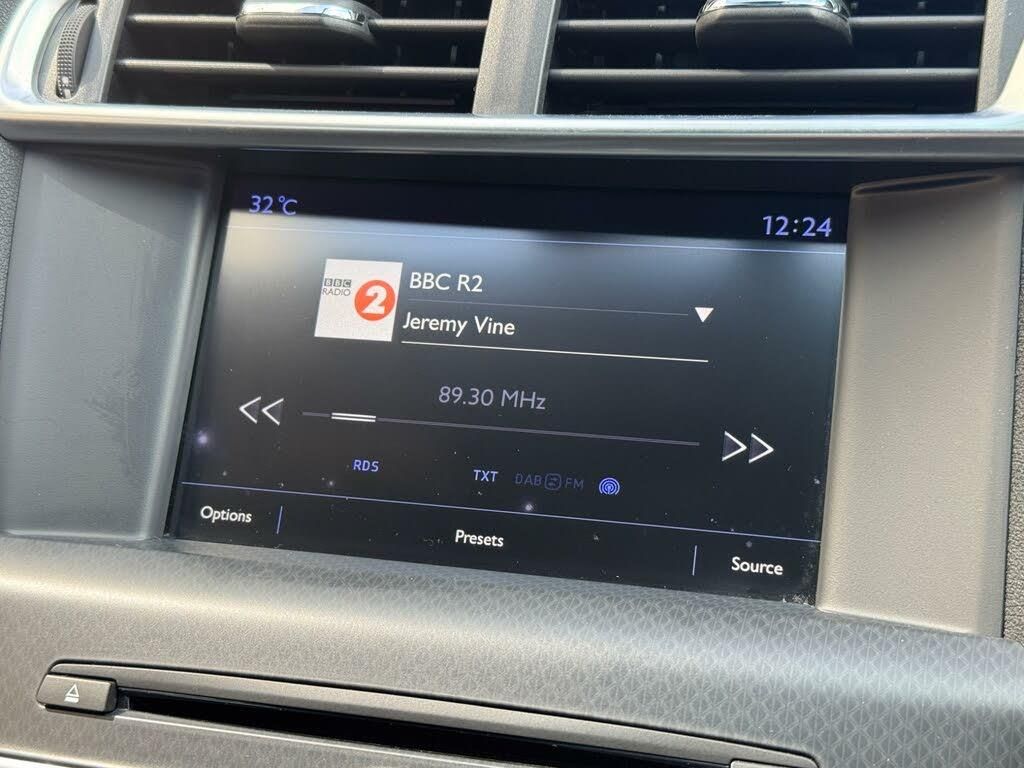 32 °C
12:24
BBC RADIO 2
BBC R2
Jeremy Vine
89.30 MHz
RDS
TXT
DAB FM
Options
Presets
Source